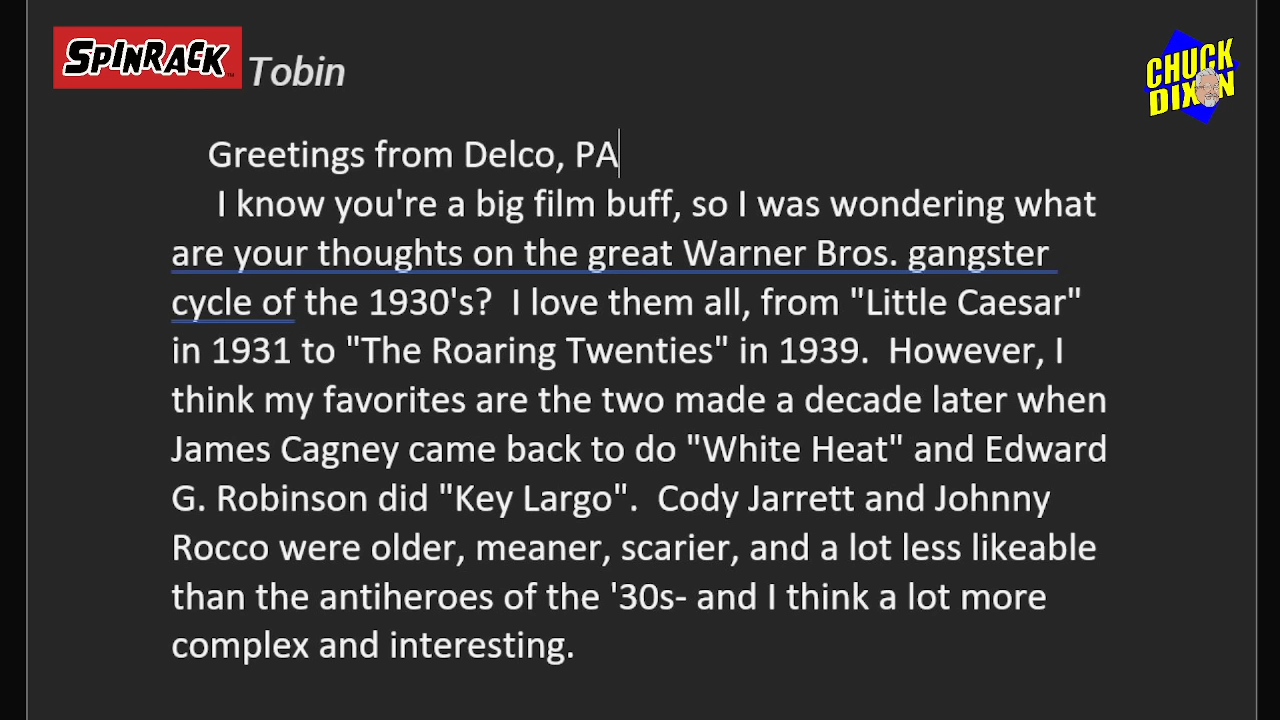 SPINRACK™ Tobin
CHUCK
DIXON
Greetings from Delco, PA
I know you're a big film buff, so I was wondering what
are your thoughts on the great Warner Bros. gangster
cycle of the 1930's?  I love them all, from "Little Caesar"
in 1931 to "The Roaring Twenties" in 1939.  However, I
think my favorites are the two made a decade later when
James Cagney came back to do "White Heat" and Edward
G. Robinson did "Key Largo".  Cody Jarrett and Johnny
Rocco were older, meaner, scarier, and a lot less likeable
than the antiheroes of the '30s- and I think a lot more
complex and interesting.